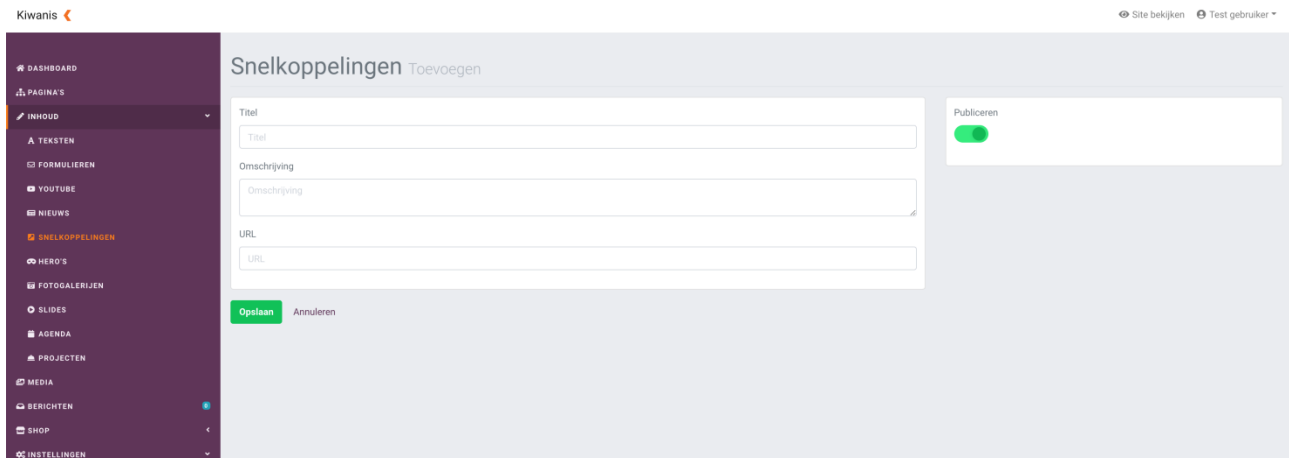 Kiwanis
Site bekijken
Test gebruiker
DASHBOARD
PAGINA'S
INHOUD
TEKSTEN
FORMULIEREN
YOUTUBE
NIEUWS
SNELKOPPELINGEN
HERO'S
FOTOGALERIJEN
SLIDES
AGENDA
PROJECTEN
MEDIA
BERICHTEN 0
SHOP
INSTELLINGEN
Snelkoppelingen Toevoegen
Titel
Titel
Omschrijving
Omschrijving
URL
URL
Opslaan Annuleren
Publiceren